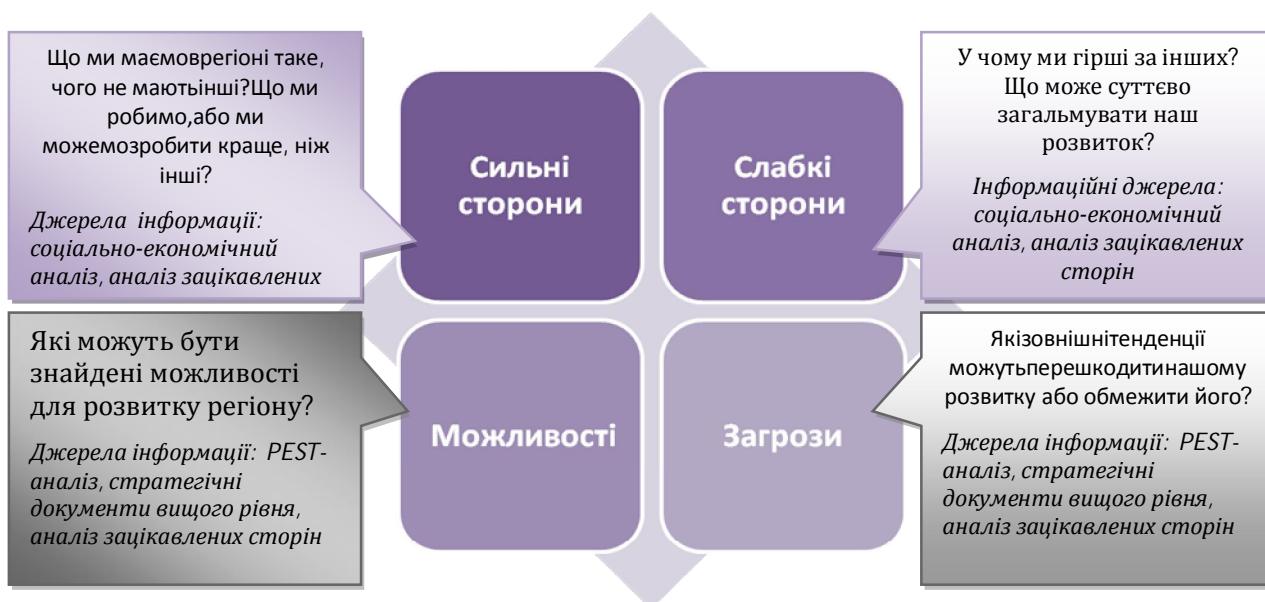 Що ми маємоврегіоні таке,
чого не маютьінші?Що ми
робимо,або ми
можемозробити краще, ніж
інші?
Джерела інформації:
соціально-економічний
аналіз, аналіз зацікавлених
Сильні
сторони
Слабкі
сторони
У чому ми гірші за інших?
Що може суттєво
загальмувати наш
розвиток?
Інформаційні джерела:
соціально-економічний
аналіз, аналіз зацікавлених
сторін
Які можуть бути
знайдені можливості
для розвитку регіону?
Джерела інформації: PEST-
аналіз, стратегічні
документи вищого рівня,
аналіз зацікавлених сторін
Можливості
Загрози
Якізовнішнітенденції
можутьперешкодитинашому
розвитку або обмежити його?
Джерела інформації: PEST-
аналіз, стратегічні
документи вищого рівня,
аналіз зацікавлених сторін